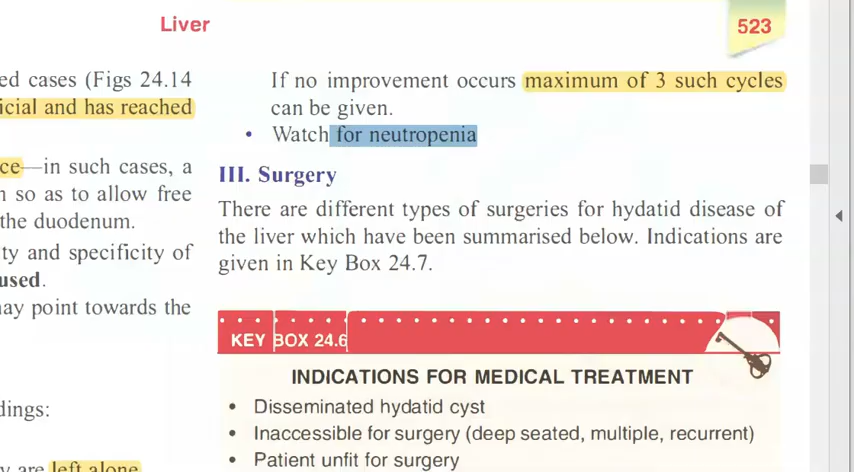 Liver
523
ed cases (Figs 24.14
icial and has reached
ce—in such cases, a
n so as to allow free
the duodenum.
ty and specificity of
used.
nay point towards the
dings:
y are left alone
If no improvement occurs maximum of 3 such cycles
can be given.
• Watch for neutropenia
III. Surgery
There are different types of surgeries for hydatid disease of
the liver which have been summarised below. Indications are
given in Key Box 24.7.
KEY BOX 24.6
INDICATIONS FOR MEDICAL TREATMENT
• Disseminated hydatid cyst
• Inaccessible for surgery (deep seated, multiple, recurrent)
• Patient unfit for surgery